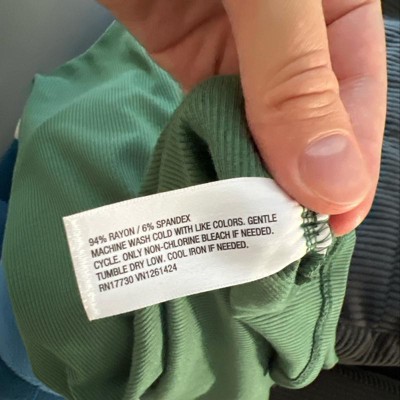 94% RAYON / 6% SPANDEX
MACHINE WASH COLD WITH LIKE COLORS. GENTLE
CYCLE. ONLY NON-CHLORINE BLEACH IF NEEDED.
TUMBLE DRY LOW. COOL IRON IF NEEDED.
RN17730 VN1261424